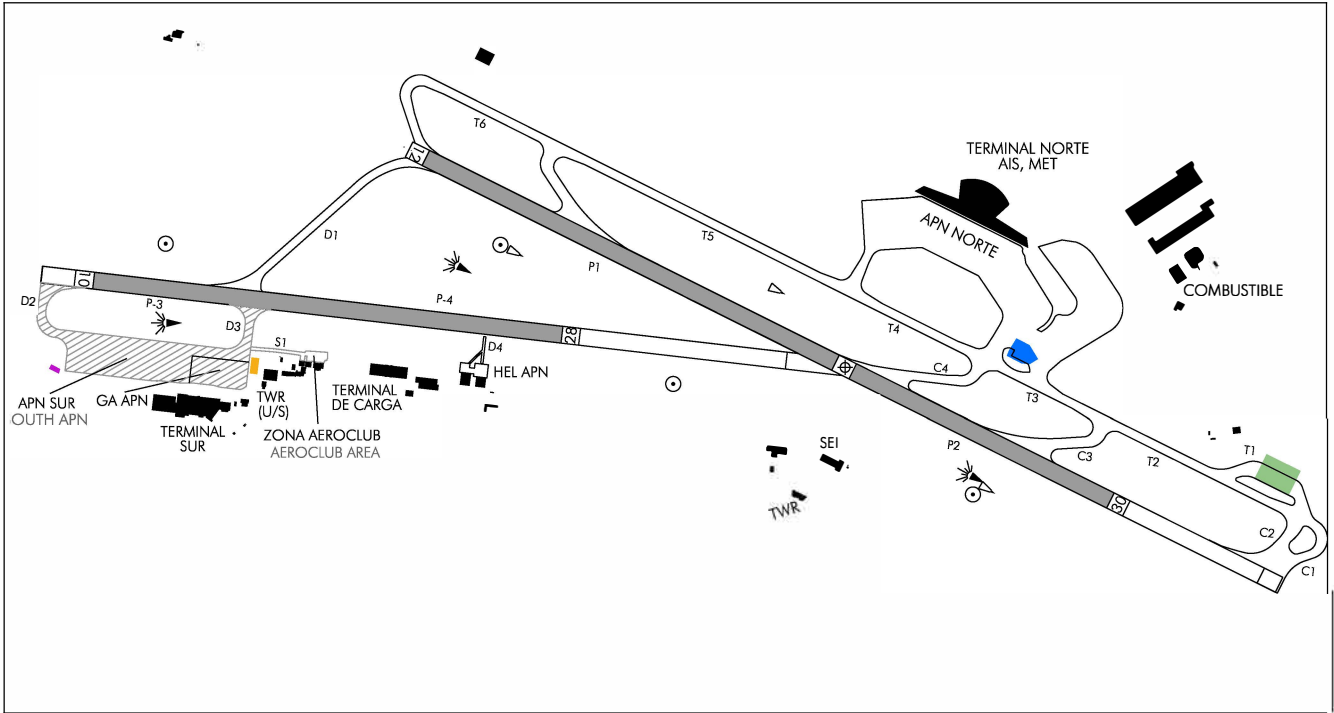 T6
TERMINAL NORTE
AIS, MET
12
APN NORTE
T5
D1
P1
10
COMBUSTIBLE
D2
P-3
P-4
D3
28
T4
S1
D4
C4
HEL APN
T3
APN SUR
OUTH APN
GA APN
TWR
(U/S)
TERMINAL
DE CARGA
TERMINAL
SUR
ZONA AEROCLUB
AEROCLUB AREA
SEI
P2
C3
T2
T1
TWR
30
C2
C1